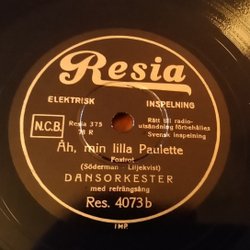 Resia
ELEKTRISK INSPELNING
N.C.B.
Resia 375
78 R
Rätt till radio-
utsändning förbehålles
Svensk inspelning
Åh, min lilla Paulette
Foxtrot
(Söderman - Liljekvist)
DANSORKESTER
med refrängsång
Res. 4073b
IMP.